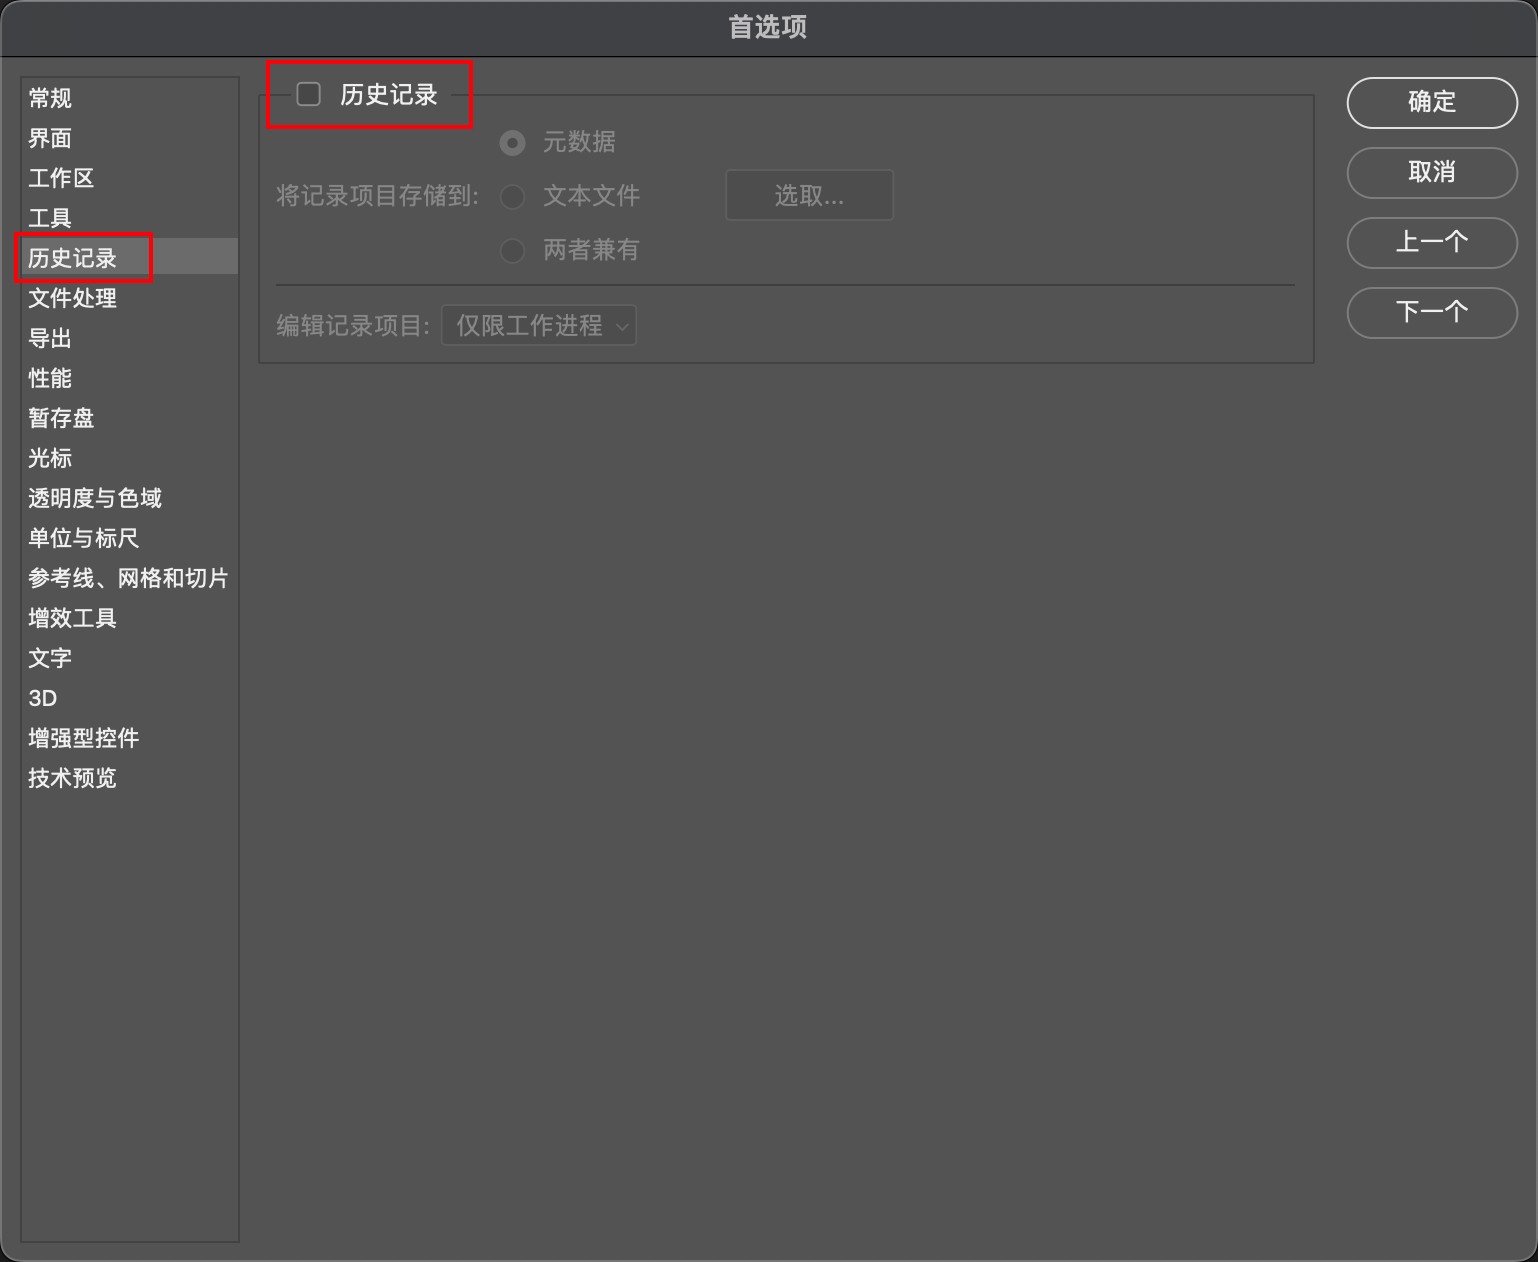 首选项
常规
界面
工作区
工具
历史记录
文件处理
导出
性能
暂存盘
光标
透明度与色域
单位与标尺
参考线、网格和切片
增效工具
文字
3D
增强型控件
技术预览
历史记录
元数据
将记录项目存储到:
文本文件
选取...
两者兼有
编辑记录项目:
仅限工作进程
确定
取消
上一个
下一个